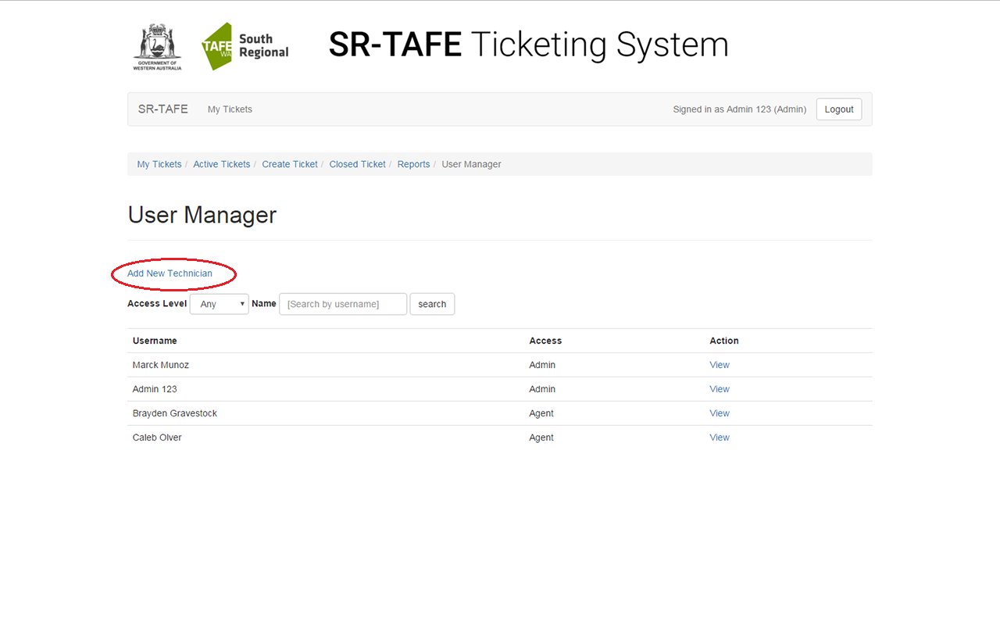 GOVERNMENT OF
WESTERN AUSTRALIA
TAFE
WA
South
Regional
SR-TAFE Ticketing System
SR-TAFE My Tickets Signed in as Admin 123 (Admin) Logout
My Tickets / Active Tickets / Create Ticket / Closed Ticket / Reports / User Manager
User Manager
Add New Technician
Access Level Any Name [Search by username] search
Username Access Action
Marck Munoz Admin View
Admin 123 Admin View
Brayden Gravestock Agent View
Caleb Olver Agent View